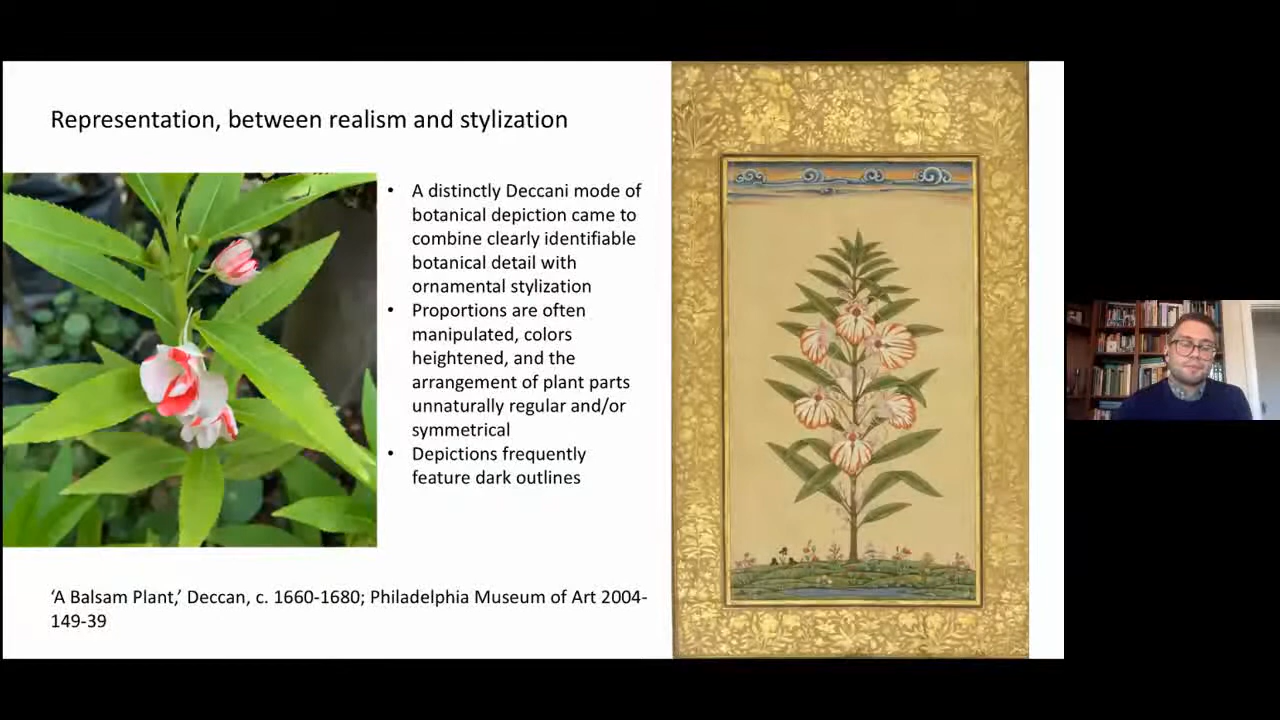 Representation, between realism and stylization
• A distinctly Deccani mode of
botanical depiction came to
combine clearly identifiable
botanical detail with
ornamental stylization
• Proportions are often
manipulated, colors
heightened, and the
arrangement of plant parts
unnaturally regular and/or
symmetrical
• Depictions frequently
feature dark outlines
‘A Balsam Plant,’ Deccan, c. 1660-1680; Philadelphia Museum of Art 2004-
149-39